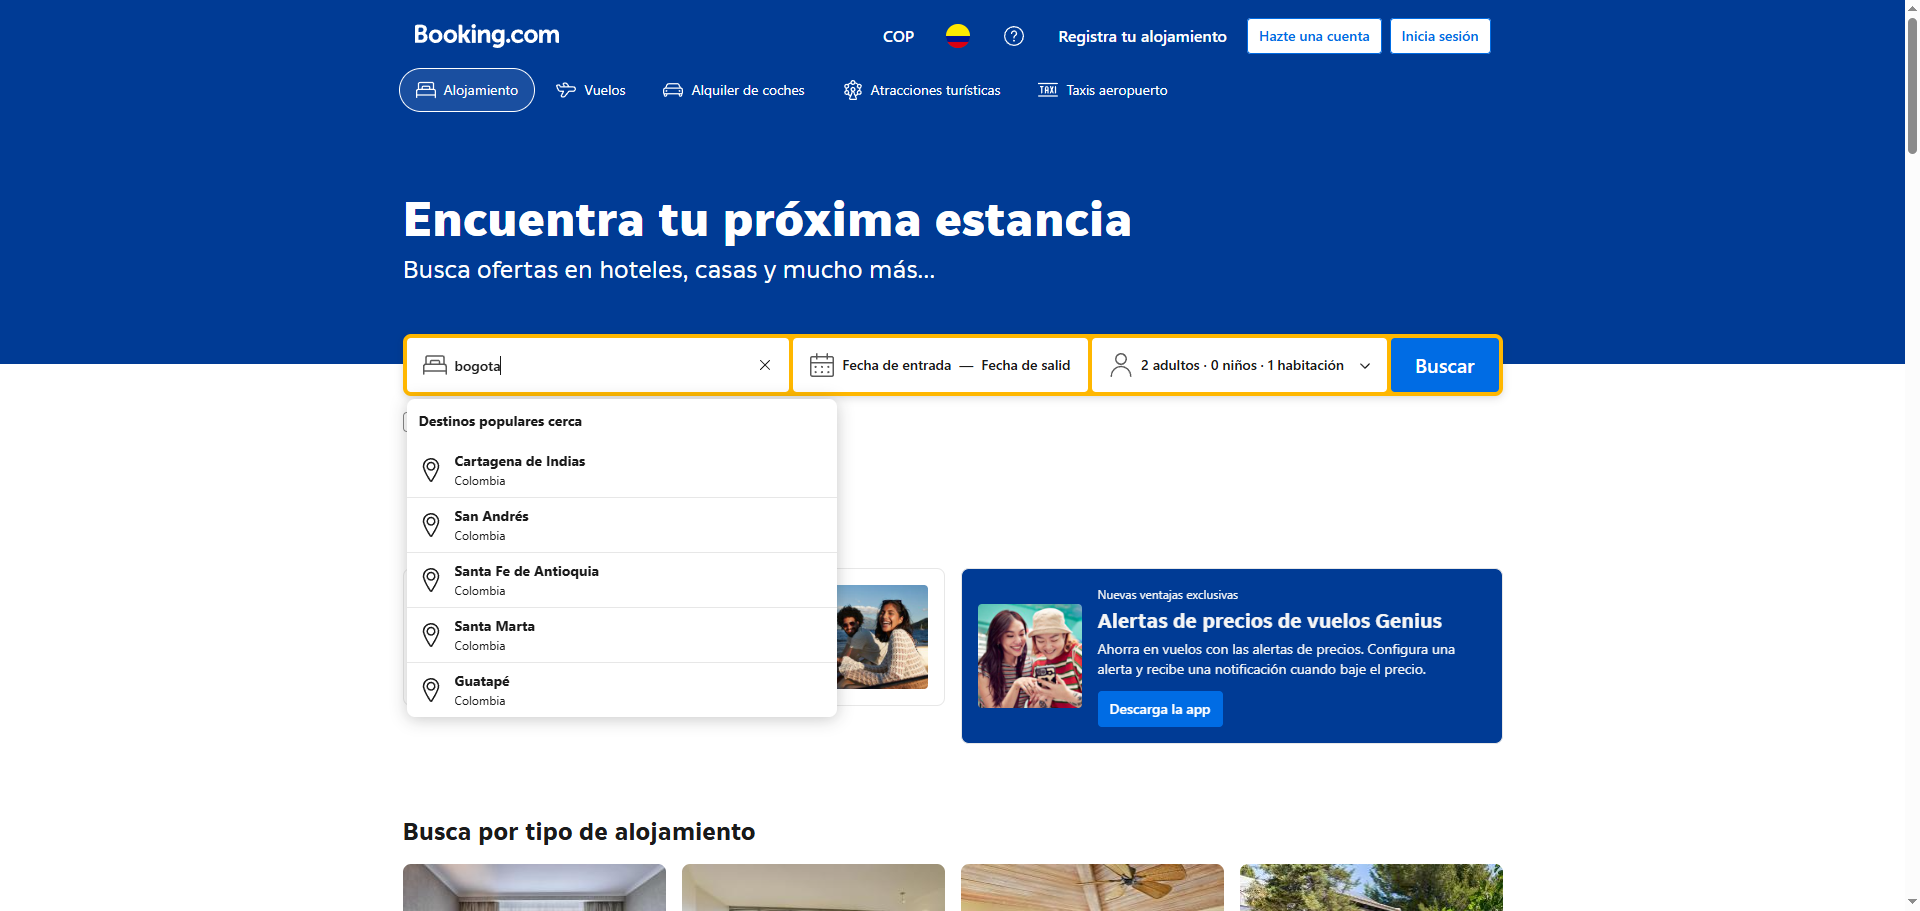 Booking.com
COP
Registra tu alojamiento
Hazte una cuenta
Inicia sesión
Alojamiento
Vuelos
Alquiler de coches
Atracciones turísticas
TAXI
Taxis aeropuerto
Encuentra tu próxima estancia
Busca ofertas en hoteles, casas y mucho más...
bogota
Fecha de entrada — Fecha de salid
2 adultos · 0 niños · 1 habitación
Buscar
Destinos populares cerca
Cartagena de Indias
Colombia
San Andrés
Colombia
Santa Fe de Antioquia
Colombia
Santa Marta
Colombia
Guatapé
Colombia
Nuevas ventajas exclusivas
Alertas de precios de vuelos Genius
Ahorra en vuelos con las alertas de precios. Configura una
alerta y recibe una notificación cuando baje el precio.
Descarga la app
Busca por tipo de alojamiento